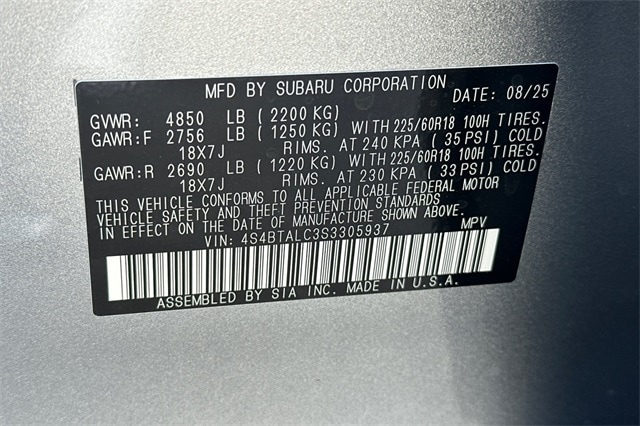 MFD BY SUBARU CORPORATION DATE: 08/25
GVWR: 4850 LB (2200 KG)
GAWR:F 2756 LB (1250 KG) WITH 225/60R18 100H TIRES.
18X7J RIMS. AT 240 KPA (35 PSI) COLD
GAWR:R 2690 LB (1220 KG) WITH 225/60R18 100H TIRES.
18X7J RIMS. AT 230 KPA (33 PSI) COLD
THIS VEHICLE CONFORMS TO ALL APPLICABLE FEDERAL MOTOR
VEHICLE SAFETY AND THEFT PREVENTION STANDARDS
IN EFFECT ON THE DATE OF MANUFACTURE SHOWN ABOVE.
VIN: 4S4BTALC3S3305937 MPV
ASSEMBLED BY SIA INC. MADE IN U.S.A.